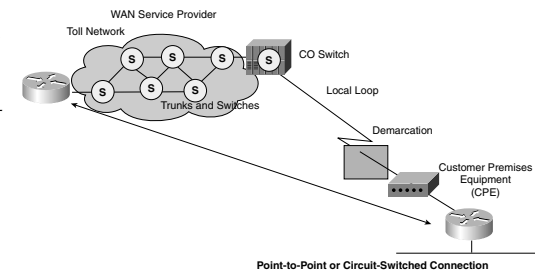 WAN Service Provider
Toll Network
S
S
S
S
CO Switch
S
S
S
Trunks and Switches
Local Loop
Demarcation
Customer Premises
Equipment
(CPE)
Point-to-Point or Circuit-Switched Connection